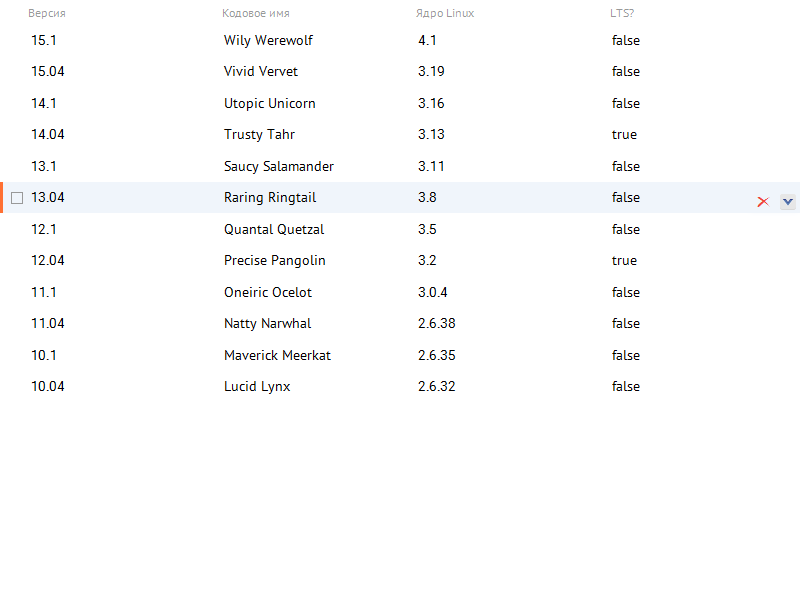 Версия Кодовое имя Ядро Linux LTS?
15.1 Wily Werewolf 4.1 false
15.04 Vivid Vervet 3.19 false
14.1 Utopic Unicorn 3.16 false
14.04 Trusty Tahr 3.13 true
13.1 Saucy Salamander 3.11 false
13.04 Raring Ringtail 3.8 false
12.1 Quantal Quetzal 3.5 false
12.04 Precise Pangolin 3.2 true
11.1 Oneiric Ocelot 3.0.4 false
11.04 Natty Narwhal 2.6.38 false
10.1 Maverick Meerkat 2.6.35 false
10.04 Lucid Lynx 2.6.32 false